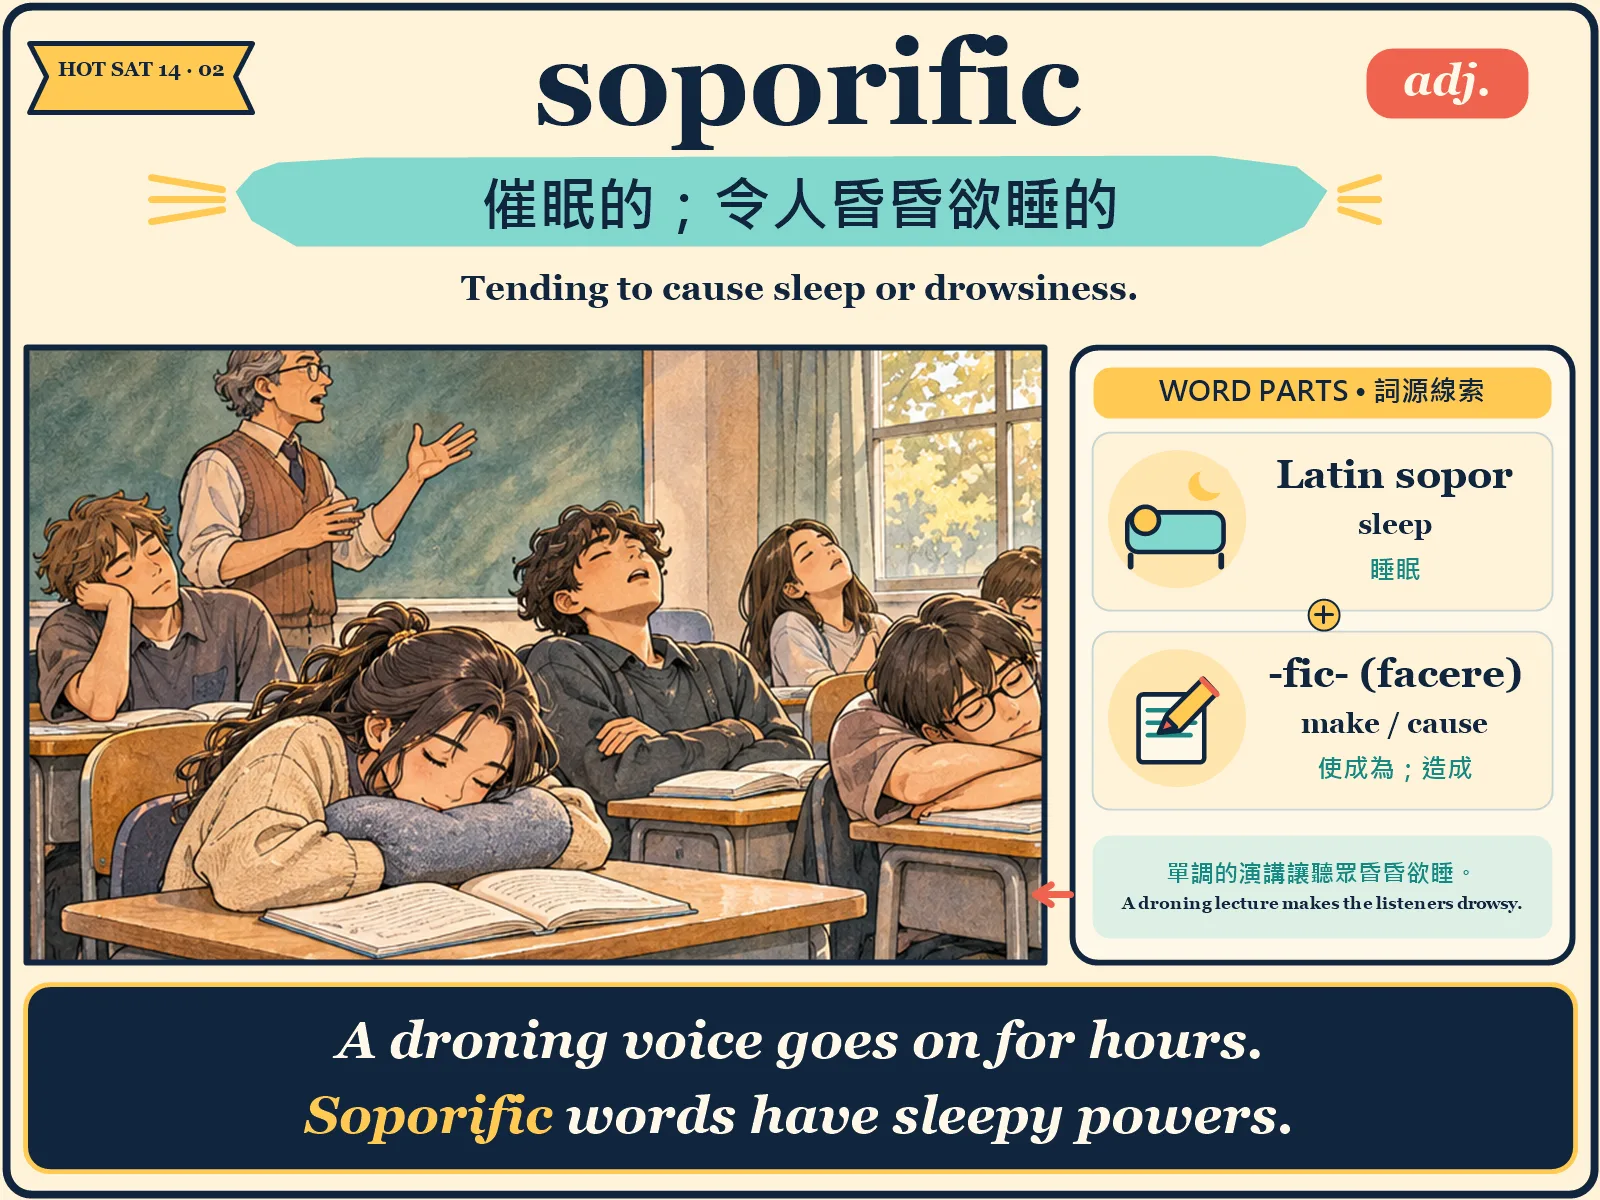 HOT SAT 14 · 02
soporific
adj.
催眠的；令人昏昏欲睡的
Tending to cause sleep or drowsiness.
WORD PARTS • 詞源線索
Latin sopor
sleep
睡眠
+
-fic- (facere)
make / cause
使成為；造成
單調的演講讓聽眾昏昏欲睡。
A droning lecture makes the listeners drowsy.
A droning voice goes on for hours.
Soporific words have sleepy powers.